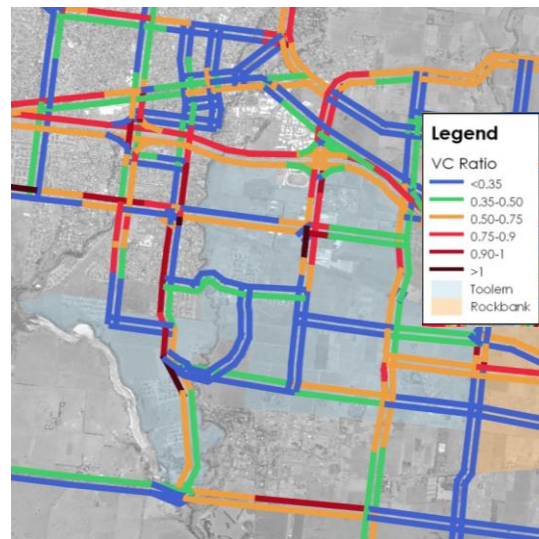 Legend
VC Ratio
<0.35
0.35-0.50
0.50-0.75
0.75-0.9
0.90-1
>1
Toolern
Rockbank